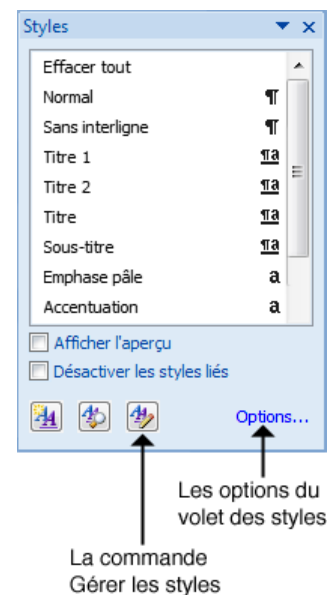 Styles
Effacer tout
Normal ¶
Sans interligne ¶
Titre 1 ¶a
Titre 2 ¶a
Titre ¶a
Sous-titre ¶a
Emphase pâle a
Accentuation a
Afficher l'aperçu
Désactiver les styles liés
Options...
Les options du
volet des styles
La commande
Gérer les styles